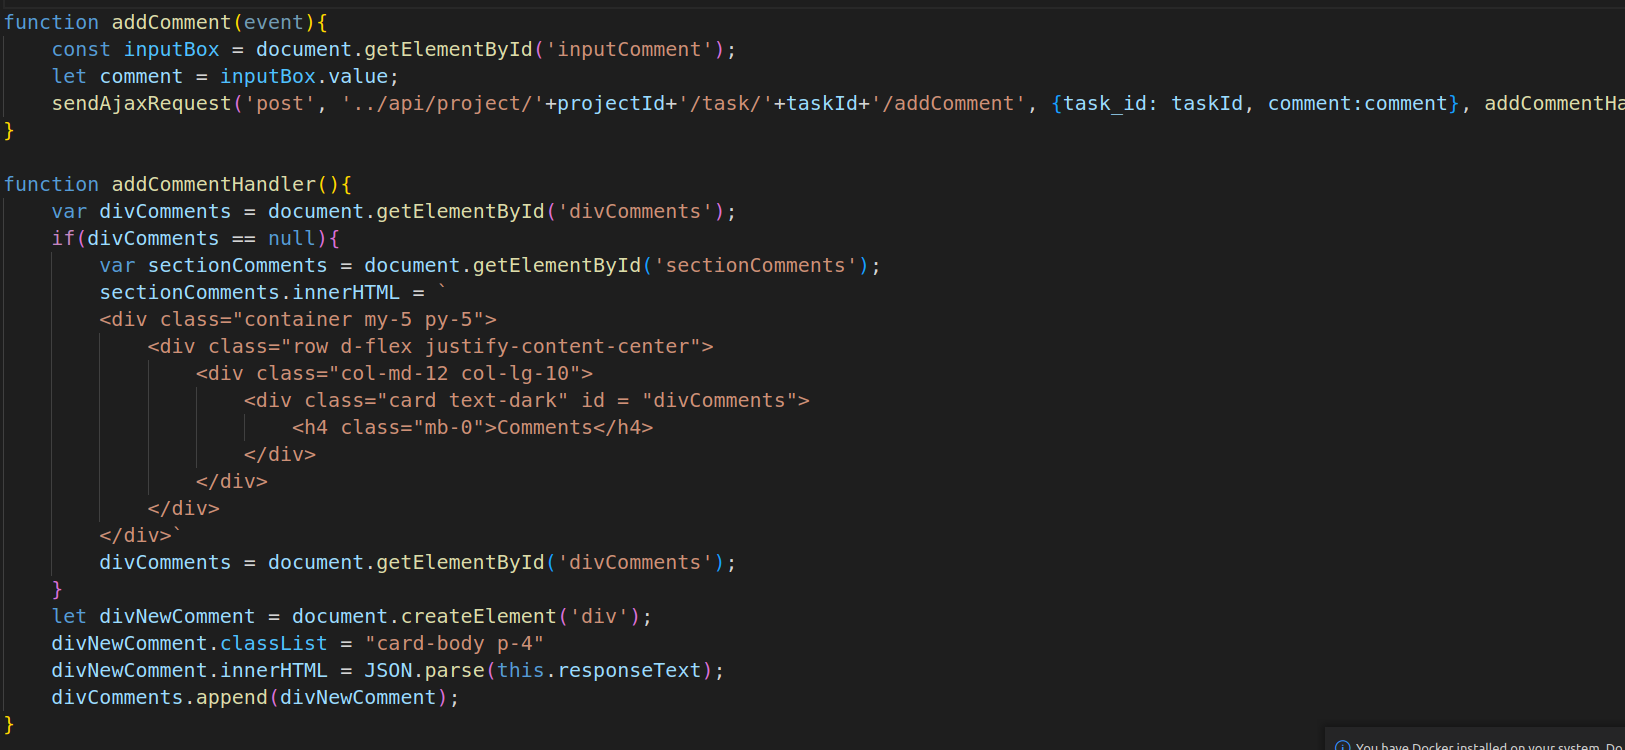 function addComment(event){
    const inputBox = document.getElementById('inputComment');
    let comment = inputBox.value;
    sendAjaxRequest('post', '../api/project/'+projectId+'/task/'+taskId+'/addComment', {task_id: taskId, comment:comment}, addCommentHa
}

function addCommentHandler(){
    var divComments = document.getElementById('divComments');
    if(divComments == null){
        var sectionComments = document.getElementById('sectionComments');
        sectionComments.innerHTML = `
        <div class="container my-5 py-5">
            <div class="row d-flex justify-content-center">
                <div class="col-md-12 col-lg-10">
                    <div class="card text-dark" id = "divComments">
                        <h4 class="mb-0">Comments</h4>
                    </div>
                </div>
            </div>
        </div>`
        divComments = document.getElementById('divComments');
    }
    let divNewComment = document.createElement('div');
    divNewComment.classList = "card-body p-4"
    divNewComment.innerHTML = JSON.parse(this.responseText);
    divComments.append(divNewComment);
}
You have Docker installed on your system. Do